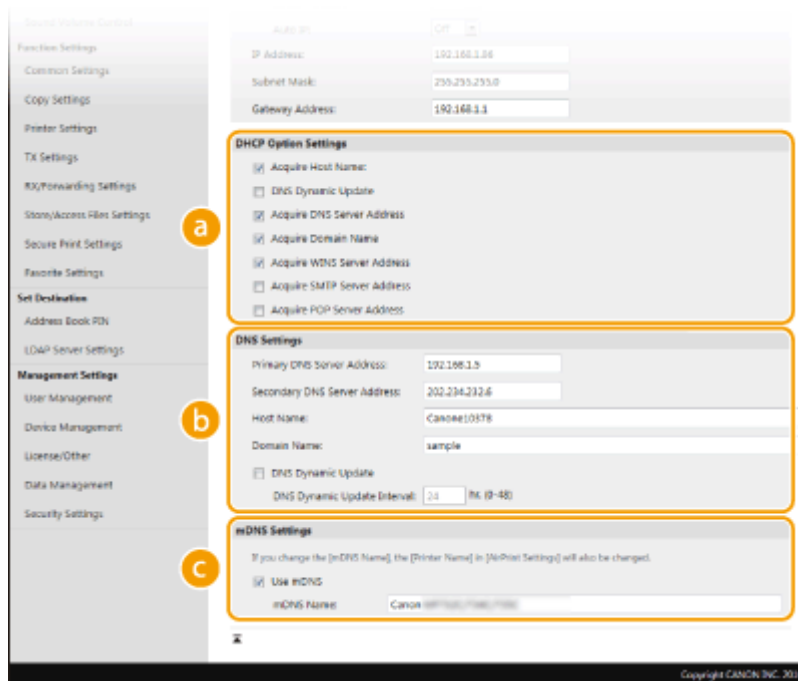 Function Settings
Common Settings
Copy Settings
Printer Settings
TX Settings
RX/Forwarding Settings
Store/Access Files Settings
Secure Print Settings
Favorite Settings
Set Destination
Address Book PIN
LDAP Server Settings
Management Settings
User Management
Device Management
License/Other
Data Management
Security Settings
Off
IP Address:
Subnet Mask: 255.255.255.0
Gateway Address: 192.168.1.1
a
DHCP Option Settings
Acquire Host Name:
DNS Dynamic Update
Acquire DNS Server Address
Acquire Domain Name
Acquire WINS Server Address
Acquire SMTP Server Address
Acquire POP Server Address
b
DNS Settings
Primary DNS Server Address: 192.168.1.5
Secondary DNS Server Address: 202.234.232.6
Host Name: Canone10378
Domain Name: sample
DNS Dynamic Update
DNS Dynamic Update Interval: 24 hr. (0-48)
c
mDNS Settings
If you change the [mDNS Name], the [Printer Name] in [AirPrint Settings] will also be changed.
Use mDNS
mDNS Name: Canon
Copyright CANON INC. 201